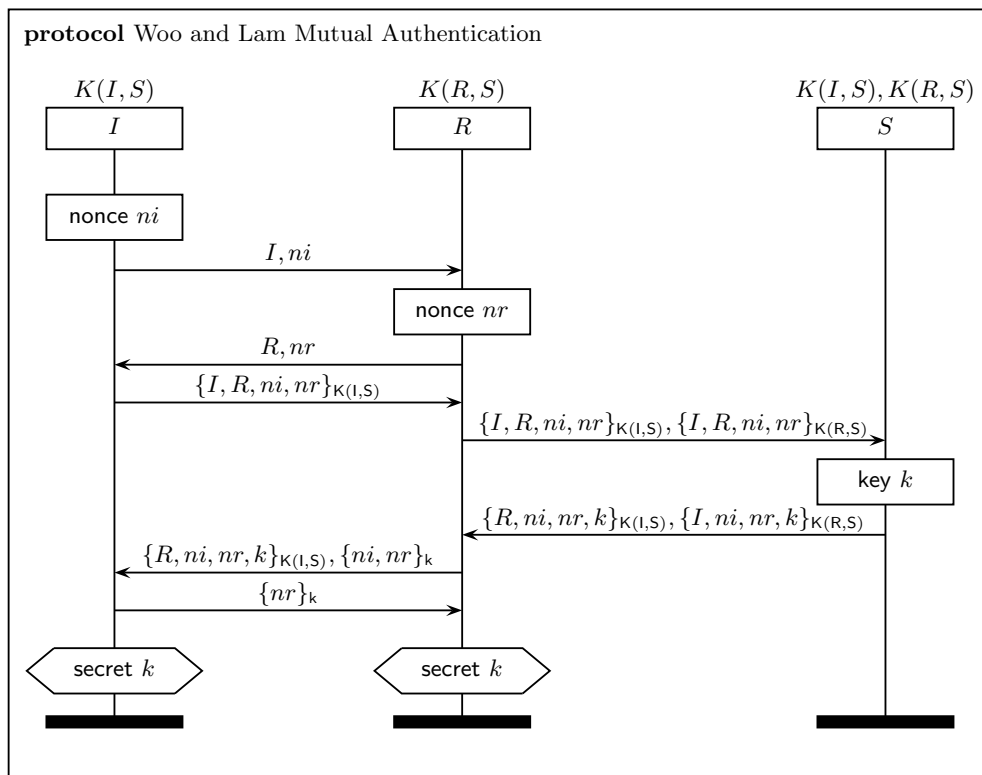 protocol Woo and Lam Mutual Authentication
K(I, S) K(R, S) K(I, S), K(R, S)
I R S
nonce ni
I, ni
nonce nr
R, nr
{I, R, ni, nr}K(I,S)
{I, R, ni, nr}K(I,S), {I, R, ni, nr}K(R,S)
key k
{R, ni, nr, k}K(I,S), {I, ni, nr, k}K(R,S)
{R, ni, nr, k}K(I,S), {ni, nr}k
{nr}k
secret k secret k